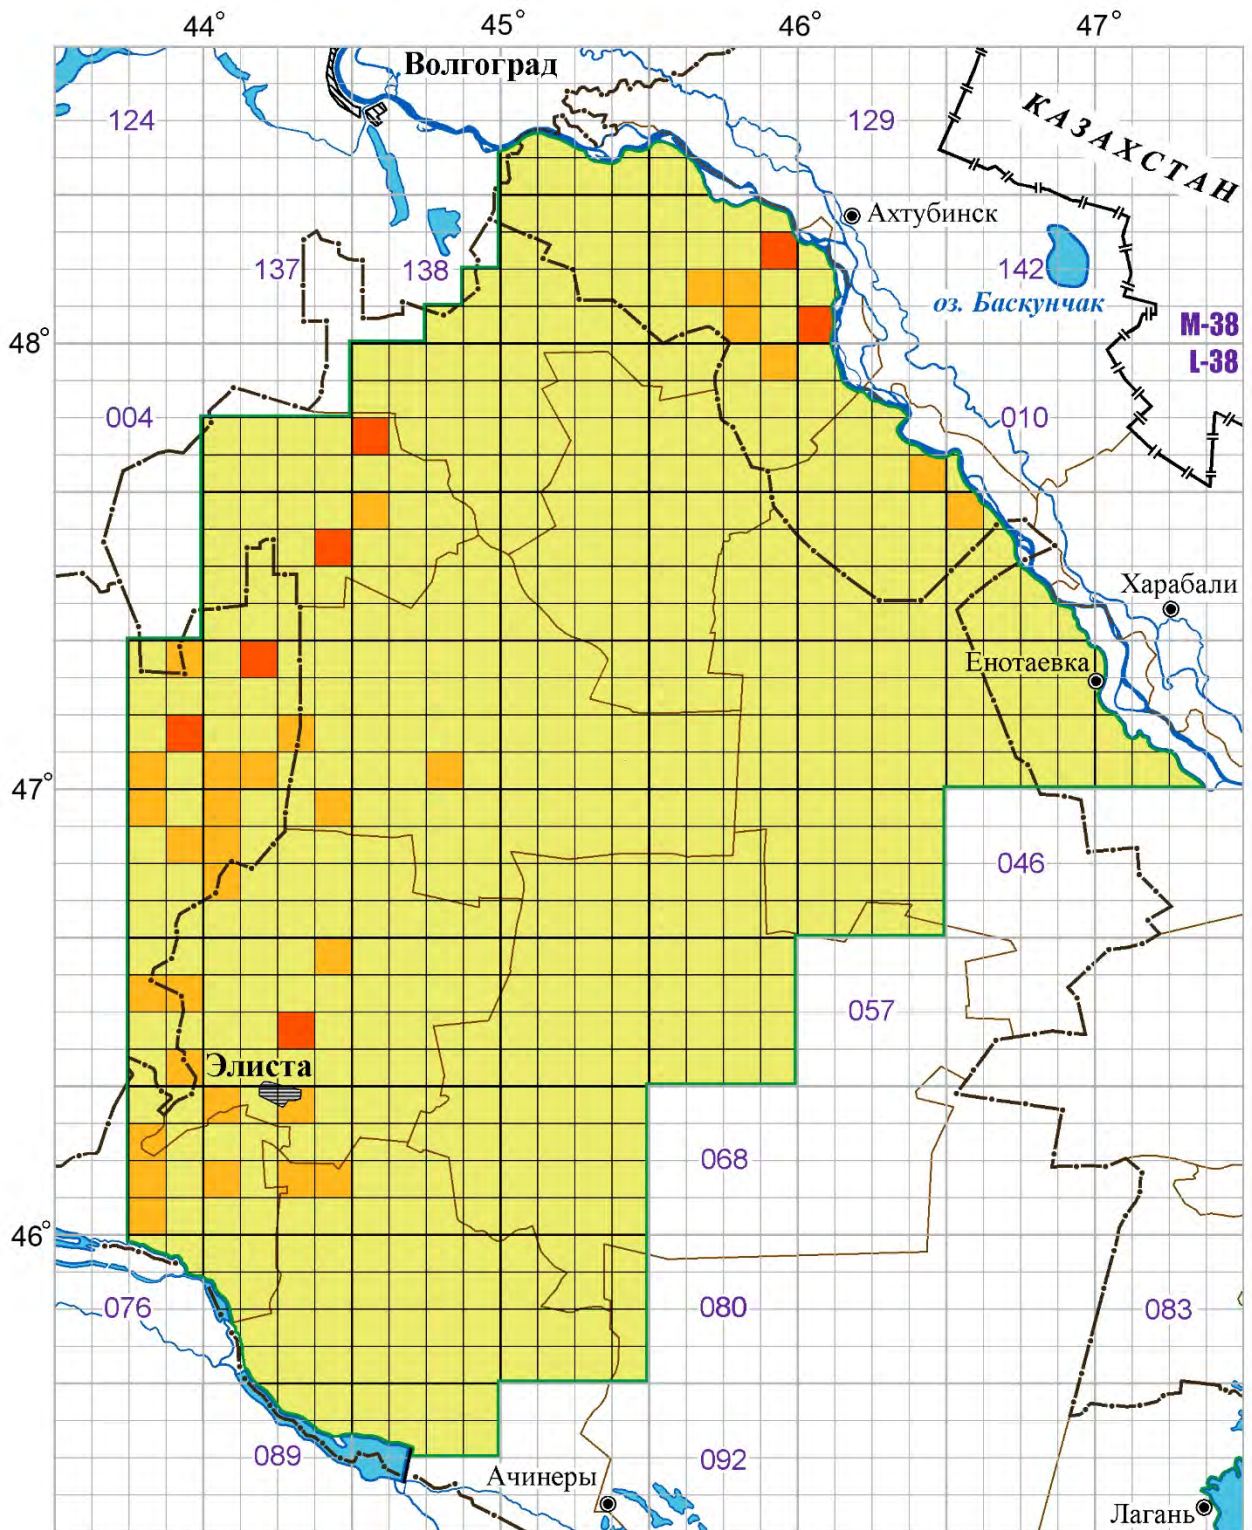 44° 45° 46° 47°
Волгоград
124 129
КАЗАХСТАН
Ахтубинск
137 138 142
оз. Баскунчак
M-38
48°
L-38
004 010
Харабали
Енотаевка
47°
046
057
Элиста
068
46°
076 080 083
089 092
Ачинеры
Лагань